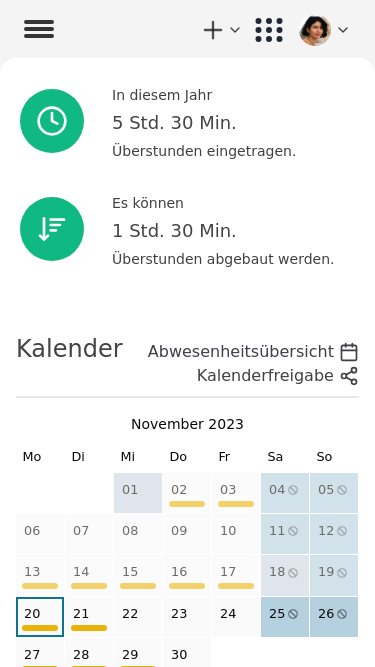 In diesem Jahr
5 Std. 30 Min.
Überstunden eingetragen.
Es können
1 Std. 30 Min.
Überstunden abgebaut werden.
Kalender
Abwesenheitsübersicht
Kalenderfreigabe
November 2023
Mo Di Mi Do Fr Sa So
01 02 03 04 05
06 07 08 09 10 11 12
13 14 15 16 17 18 19
20 21 22 23 24 25 26
27 28 29 30